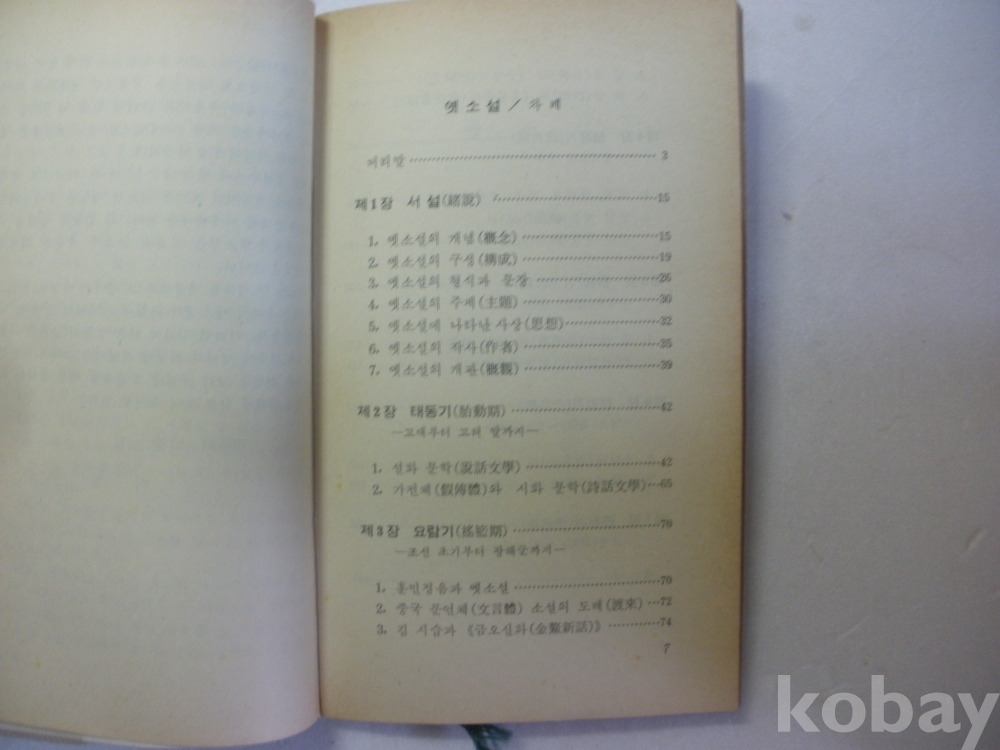 옛소설 / 차례
머리말 ································ 3
제1장 서 설(緖說) ································ 15
1. 옛소설의 개념(槪念) ································ 15
2. 옛소설의 구성(構成) ································ 19
3. 옛소설의 형식과 문장 ································ 26
4. 옛소설의 주제(主題) ································ 30
5. 옛소설에 나타난 사상(思想) ································ 32
6. 옛소설의 작자(作者) ································ 35
7. 옛소설의 개관(槪觀) ································ 39
제2장 태동기(胎動期) ································ 42
—고대부터 고려 말까지—
1. 설화 문학(說話文學) ································ 42
2. 가전체(假傳體)와 시화 문학(詩話文學) ··· 65
제3장 요람기(搖籃期) ································ 70
—조선 초기부터 광해군까지—
1. 훈민정음과 옛소설 ································ 70
2. 중국 문언체(文言體) 소설의 도래(渡來) ··· 72
3. 김 시습과 《금오신화(金鰲新話)》 ··········· 74
7
kobay